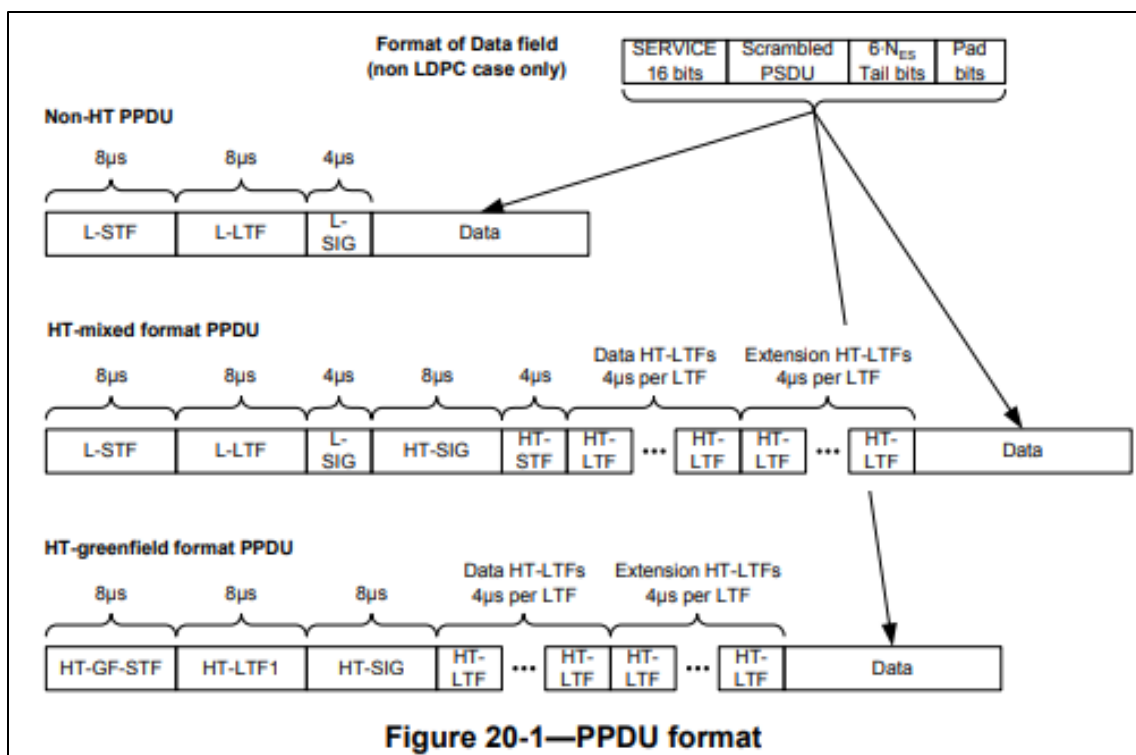 Format of Data field
(non LDPC case only)
SERVICE
16 bits
Scrambled
PSDU
6·NES
Tail bits
Pad
bits
Non-HT PPDU
8µs
8µs
4µs
L-STF
L-LTF
L-
SIG
Data
HT-mixed format PPDU
Data HT-LTFs
4µs per LTF
Extension HT-LTFs
4µs per LTF
8µs
8µs
4µs
8µs
4µs
L-STF
L-LTF
L-
SIG
HT-SIG
HT-
STF
HT-
LTF
•••
HT-
LTF
HT-
LTF
•••
HT-
LTF
Data
HT-greenfield format PPDU
Data HT-LTFs
4µs per LTF
Extension HT-LTFs
4µs per LTF
8µs
8µs
8µs
HT-GF-STF
HT-LTF1
HT-SIG
HT-
LTF
•••
HT-
LTF
HT-
LTF
•••
HT-
LTF
Data
Figure 20-1—PPDU format